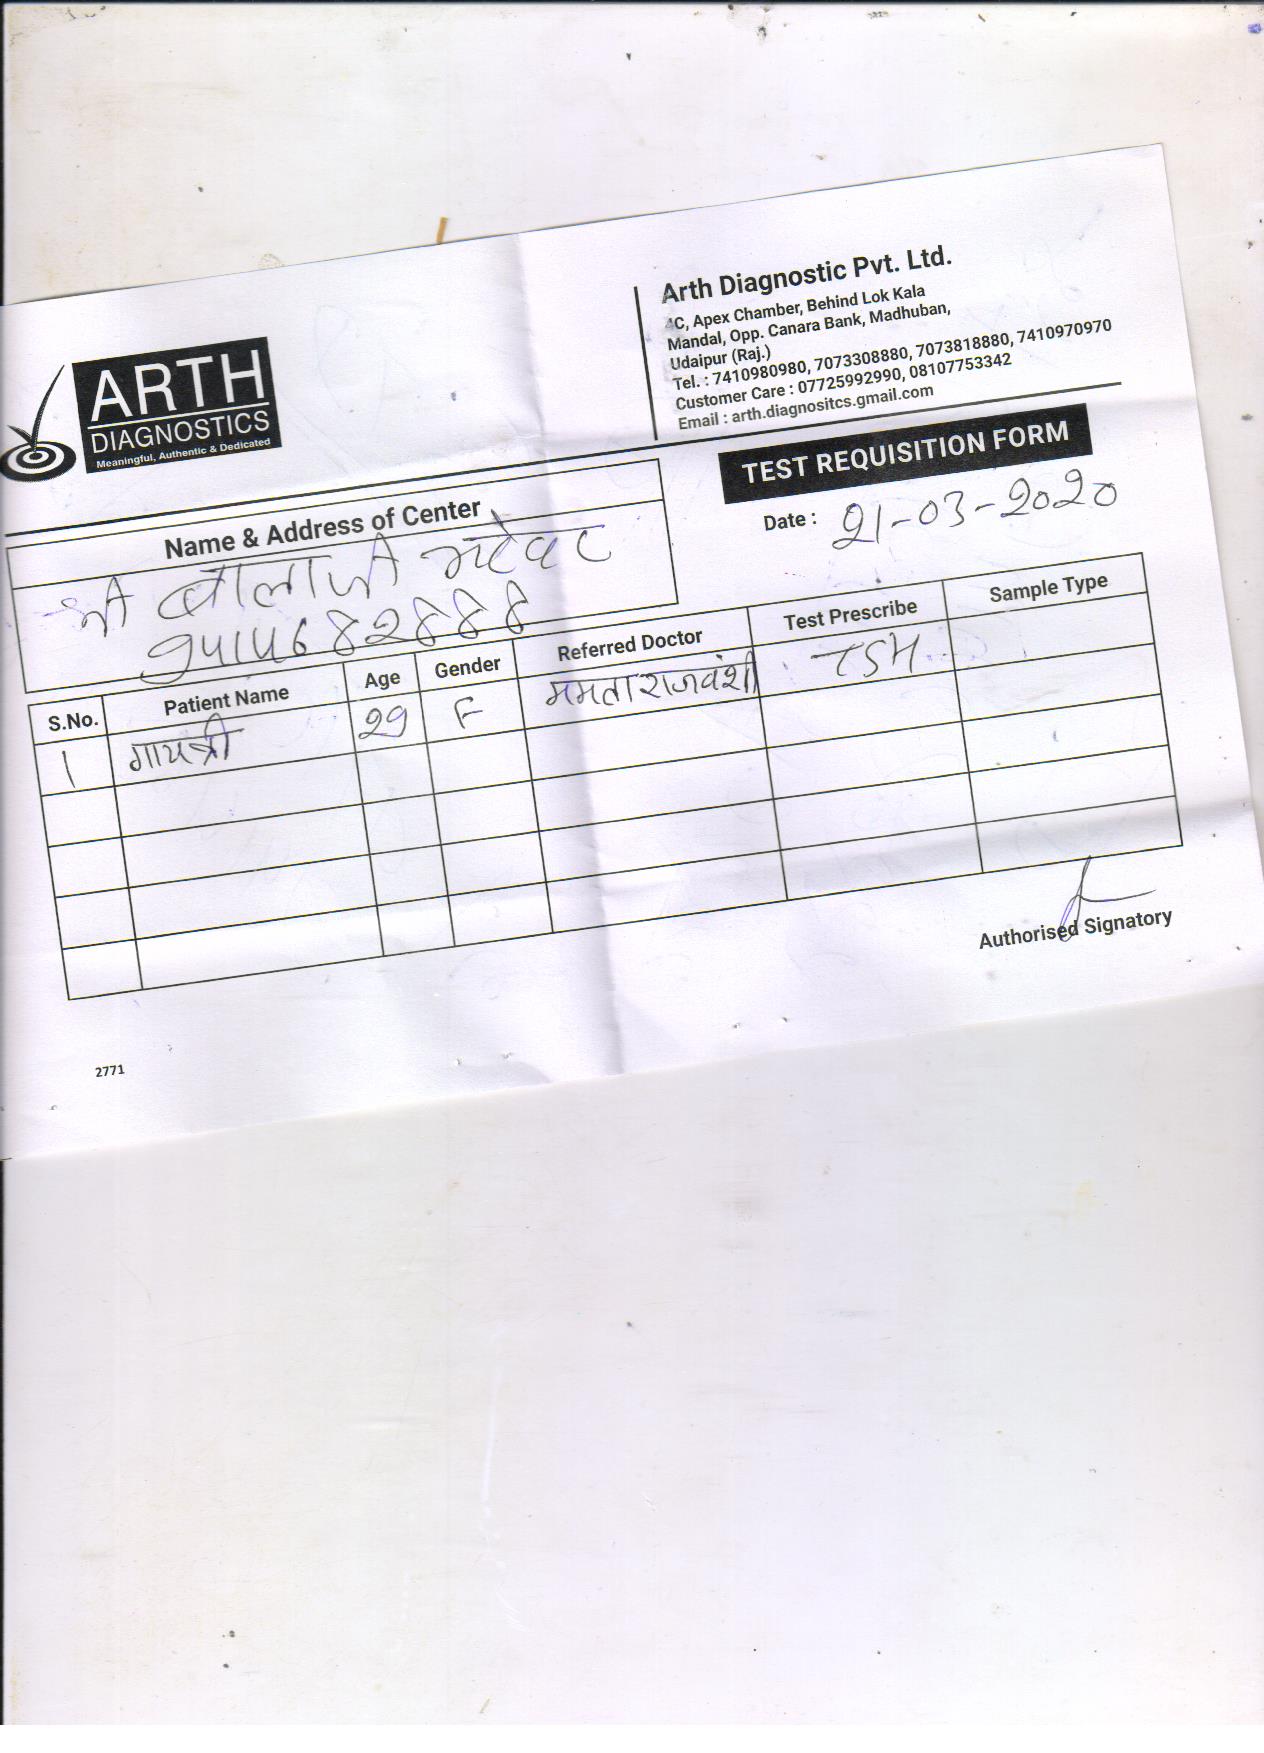 ARTH
DIAGNOSTICS
Meaningful, Authentic & Dedicated
Arth Diagnostic Pvt. Ltd.
4C, Apex Chamber, Behind Lok Kala
Mandal, Opp. Canara Bank, Madhuban,
Udaipur (Raj.)
Tel. : 7410980980, 7073308880, 7073818880, 7410970970
Customer Care : 07725992990, 08107753342
Email : arth.diagnositcs.gmail.com
TEST REQUISITION FORM
Date : 21-03-2020
Name & Address of Center
श्री बालाजी
S.No. Patient Name Age Gender Referred Doctor Test Prescribe Sample Type
1 गायत्री 29 F ममता राजवंशी TSH
Authorised Signatory
2771